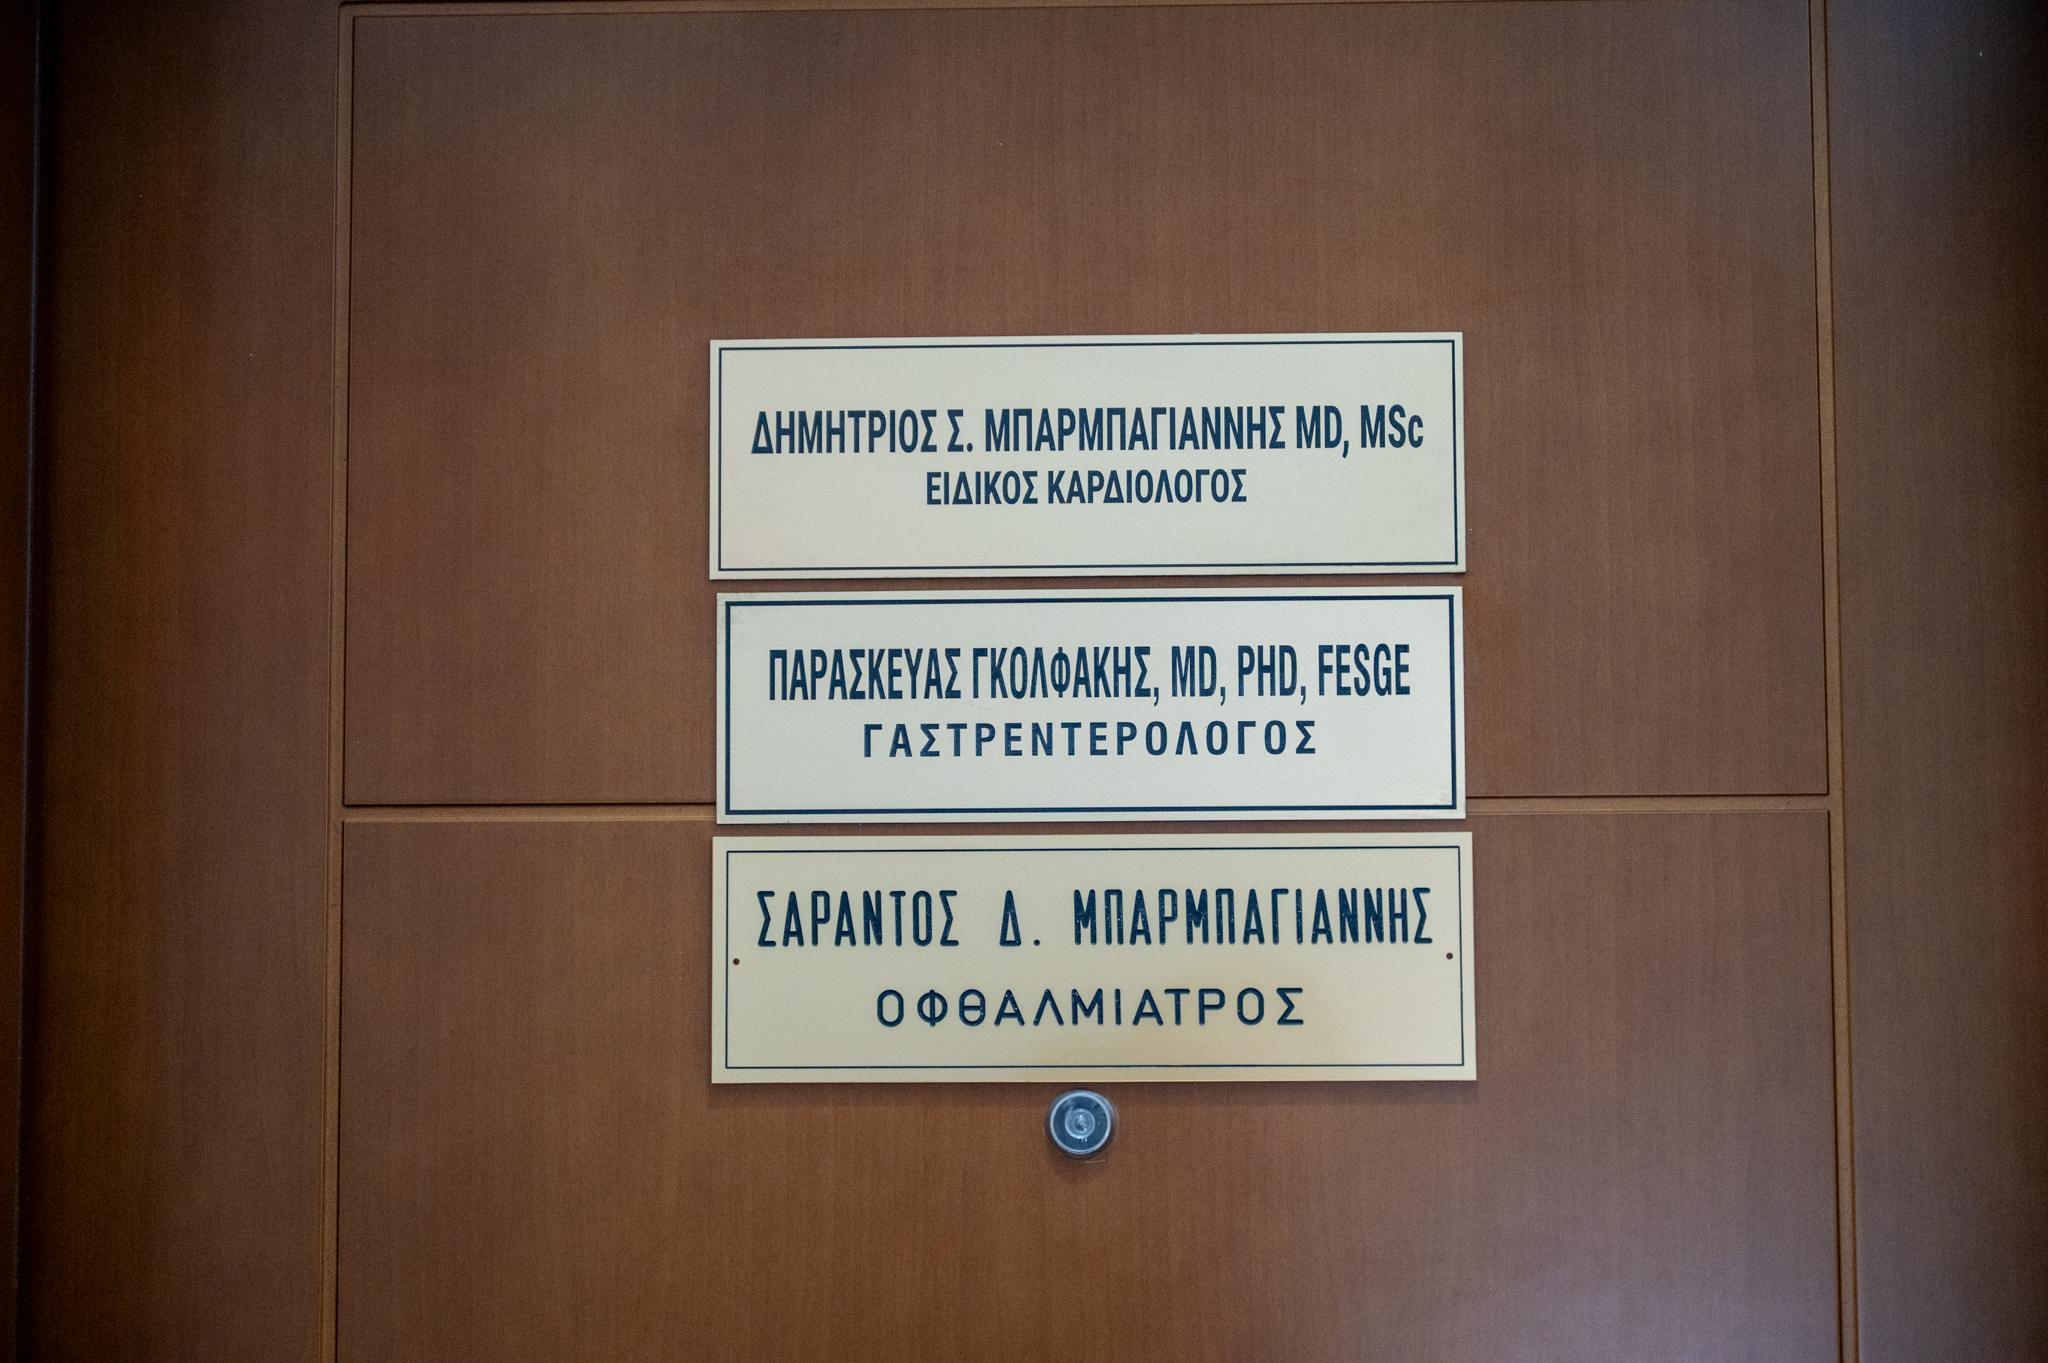 ΔΗΜΗΤΡΙΟΣ Σ. ΜΠΑΡΜΠΑΓΙΑΝΝΗΣ MD, MSc
ΕΙΔΙΚΟΣ ΚΑΡΔΙΟΛΟΓΟΣ
ΠΑΡΑΣΚΕΥΑΣ ΓΚΟΛΦΑΚΗΣ, MD, PHD, FESGE
ΓΑΣΤΡΕΝΤΕΡΟΛΟΓΟΣ
ΣΑΡΑΝΤΟΣ Δ. ΜΠΑΡΜΠΑΓΙΑΝΝΗΣ
ΟΦΘΑΛΜΙΑΤΡΟΣ